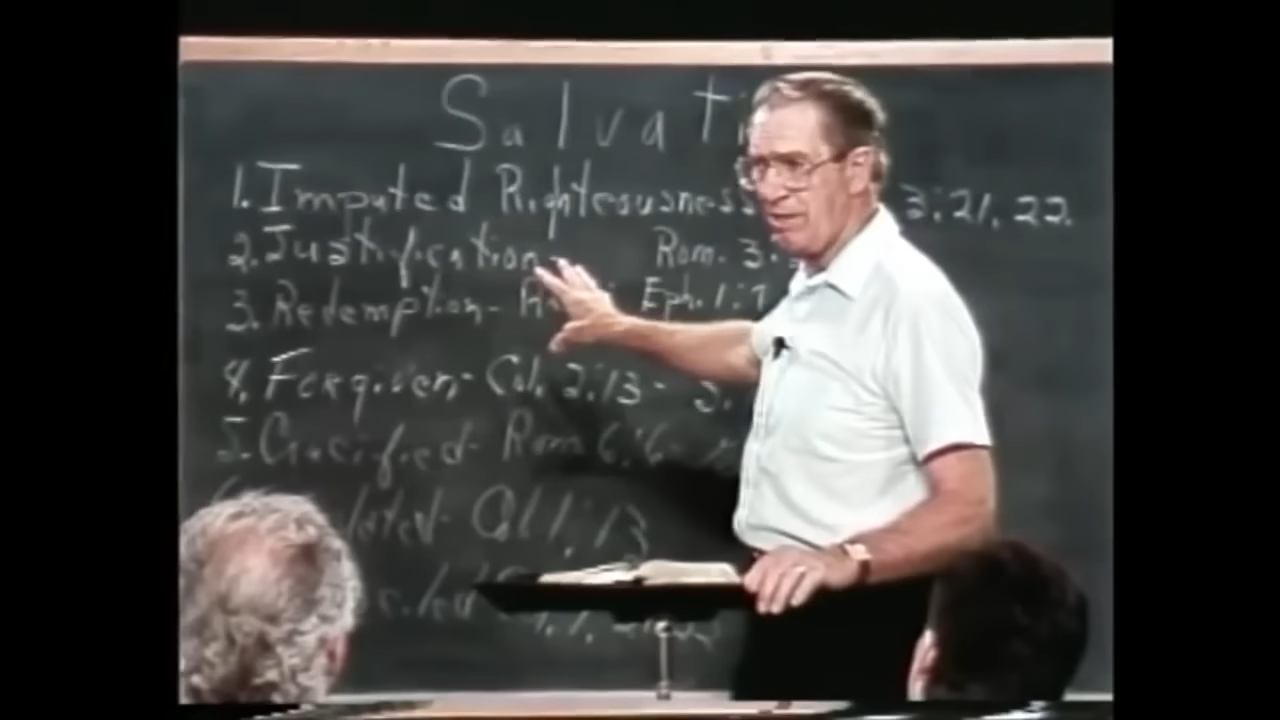 Salvati
1. Imputed Righteousness 3:21, 22.
2. Justification Rom. 3:
3. Redemption- Eph. 1:7
4. Forgiven- Col. 2:13-3.
5. Crucified- Rom 6:6-
Col 1:13